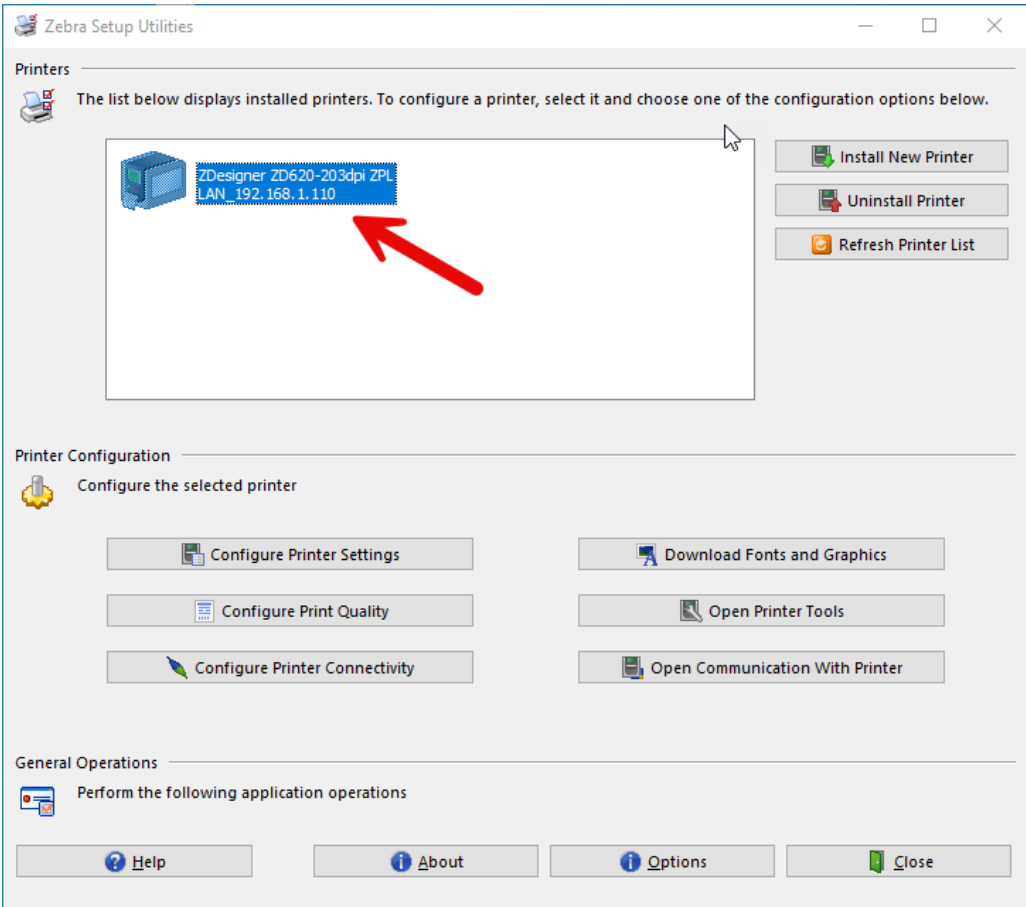 Zebra Setup Utilities
Printers
The list below displays installed printers. To configure a printer, select it and choose one of the configuration options below.
ZDesigner ZD620-203dpi ZPL
LAN_192.168.1.110
Install New Printer
Uninstall Printer
Refresh Printer List
Printer Configuration
Configure the selected printer
Configure Printer Settings
Download Fonts and Graphics
Configure Print Quality
Open Printer Tools
Configure Printer Connectivity
Open Communication With Printer
General Operations
Perform the following application operations
Help
About
Options
Close